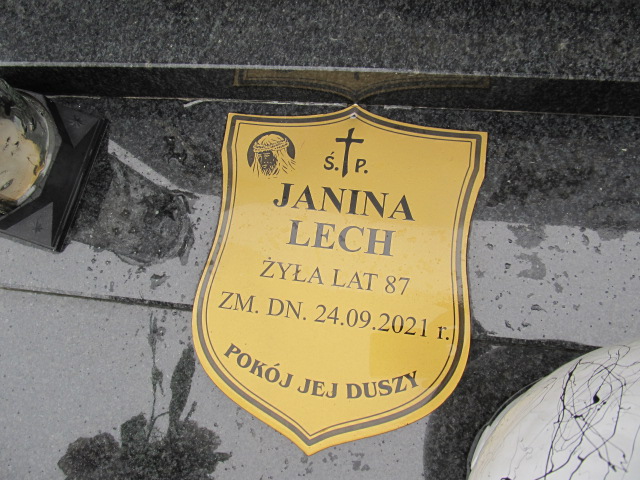 Ś.P.
JANINA
LECH
ŻYŁA LAT 87
ZM. DN. 24.09.2021 r.
POKÓJ JEJ DUSZY